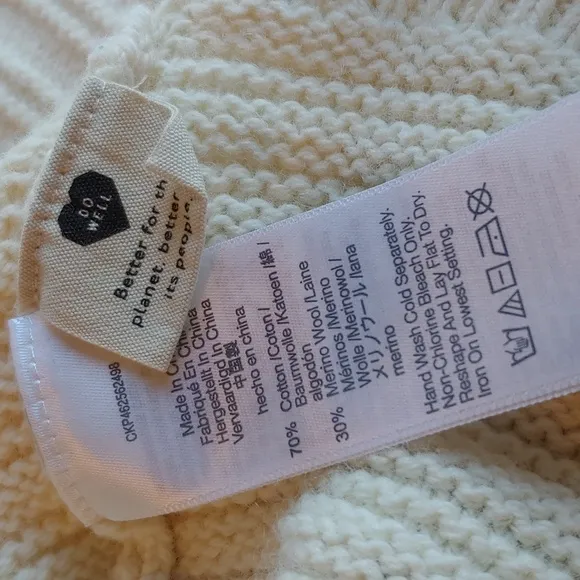 DO
WELL
Better for th
planet, better
its people.
CKP462562498
Made In
Fabriqué En China
Hergestellt In China
Vervaardigd In China
中国製
hecho en china
70% Cotton /Coton/
Baumwolle /Katoen /綿 /
algodón
30% Merino Wool /Laine
Mérinos /Merino
Wolle /Merinowol /
メリノウール /lana
merino
Hand Wash Cold Separately.
Non-Chlorine Bleach Only.
Reshape And Lay Flat To Dry.
Iron On Lowest Setting.